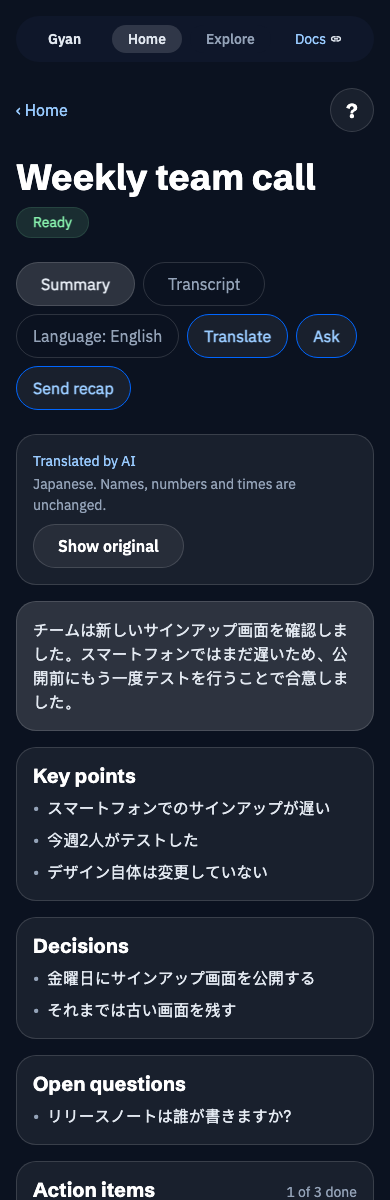 Gyan
Home
Explore
Docs
‹ Home
?
Weekly team call
Ready
Summary
Transcript
Language: English
Translate
Ask
Send recap
Translated by AI
Japanese. Names, numbers and times are
unchanged.
Show original
チームは新しいサインアップ画面を確認しま
した。スマートフォンではまだ遅いため、公
開前にもう一度テストを行うことで合意しま
した。
Key points
• スマートフォンでのサインアップが遅い
• 今週2人がテストした
• デザイン自体は変更していない
Decisions
• 金曜日にサインアップ画面を公開する
• それまでは古い画面を残す
Open questions
• リリースノートは誰が書きますか?
Action items
1 of 3 done